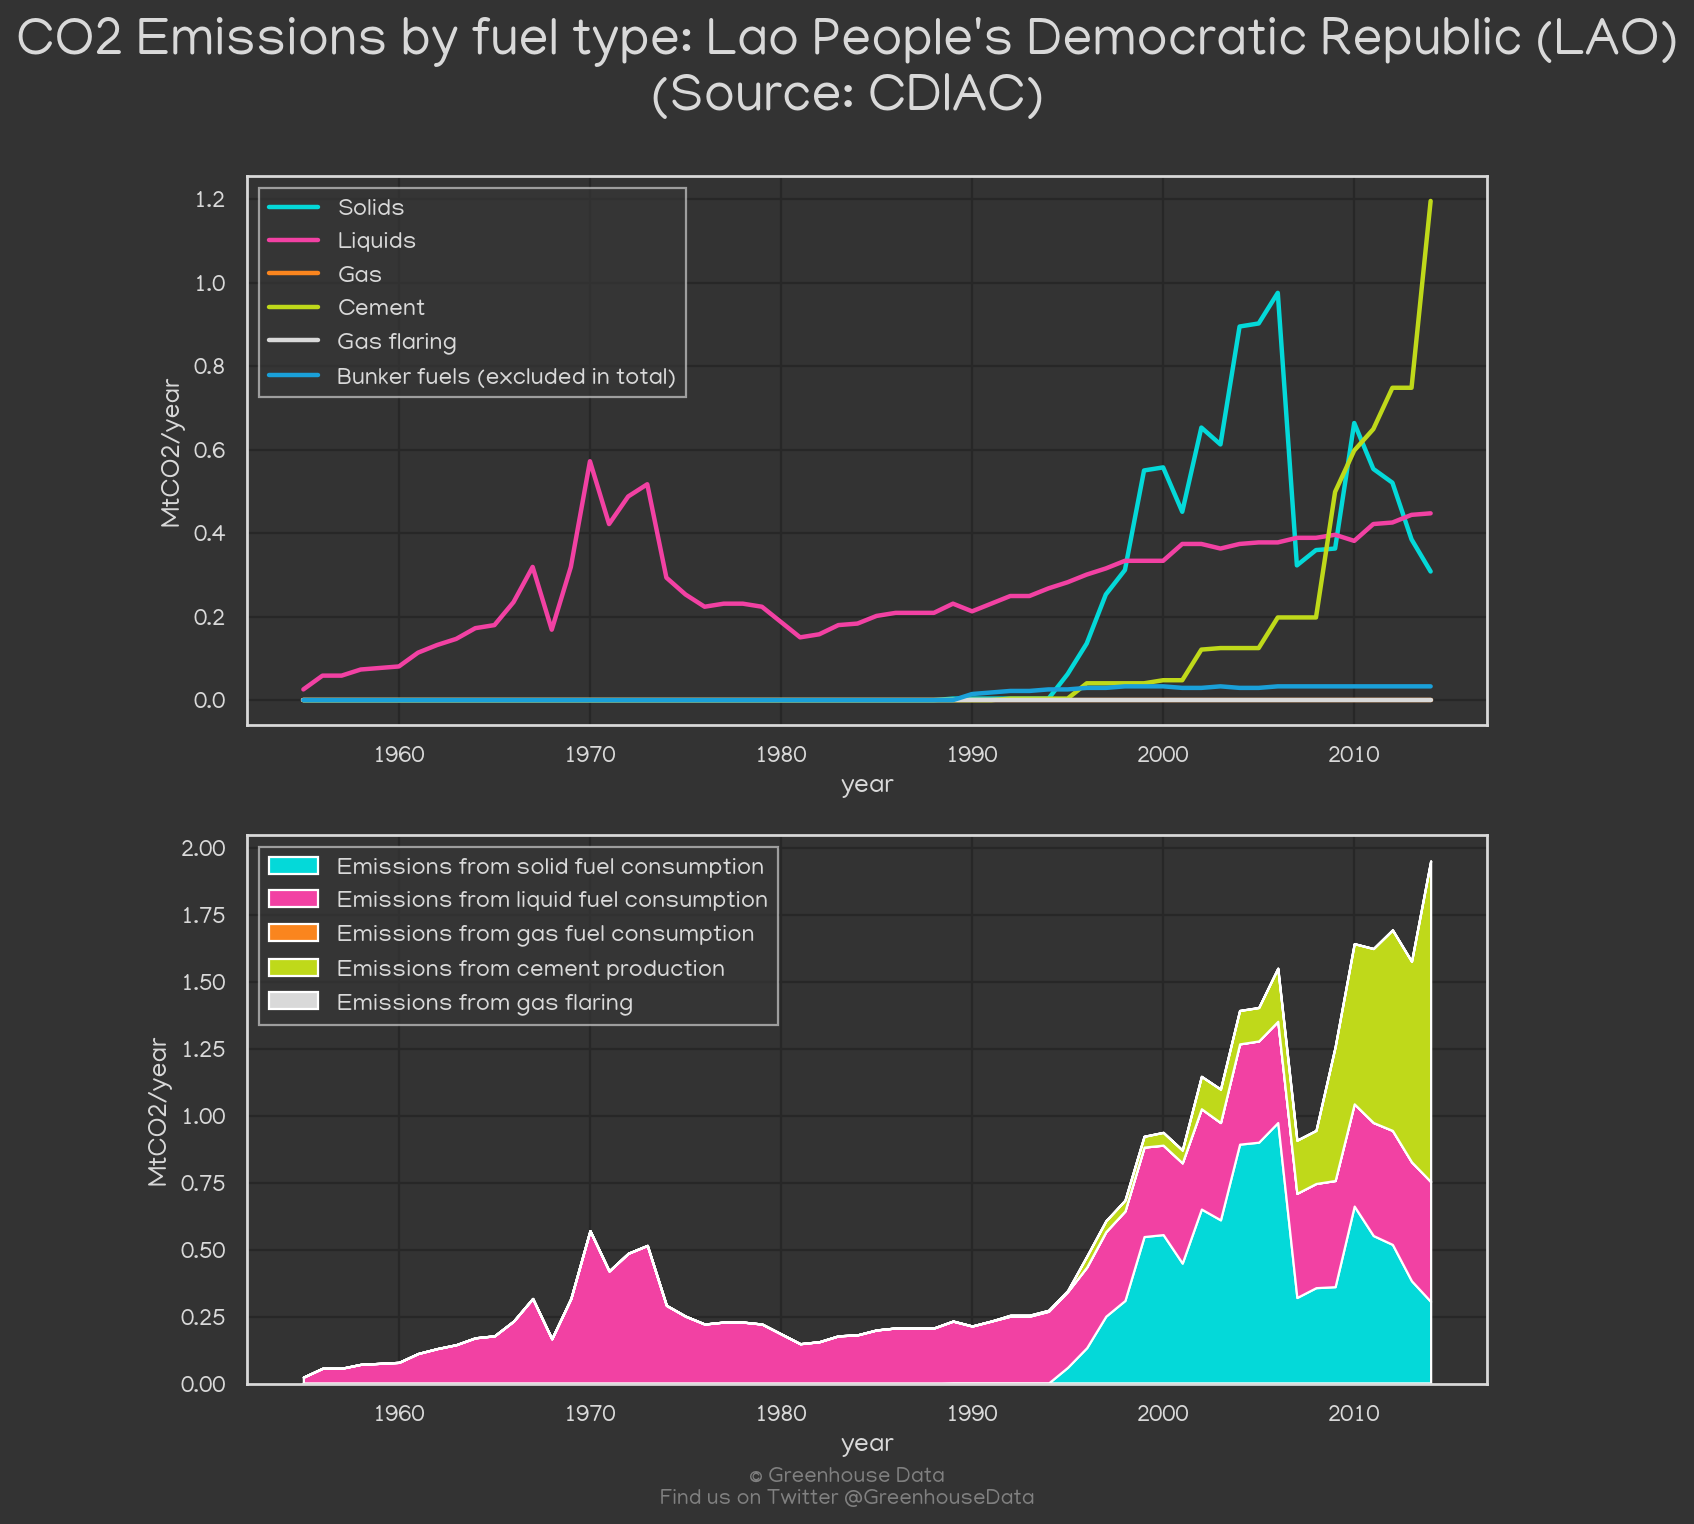 CO2 Emissions by fuel type: Lao People's Democratic Republic (LAO)
(Source: CDIAC)
1.2
1.0
0.8
0.6
0.4
0.2
0.0
MtCO2/year
Solids
Liquids
Gas
Cement
Gas flaring
Bunker fuels (excluded in total)
1960 1970 1980 1990 2000 2010
year
2.00
1.75
1.50
1.25
1.00
0.75
0.50
0.25
0.00
MtCO2/year
Emissions from solid fuel consumption
Emissions from liquid fuel consumption
Emissions from gas fuel consumption
Emissions from cement production
Emissions from gas flaring
1960 1970 1980 1990 2000 2010
year
© Greenhouse Data
Find us on Twitter @GreenhouseData